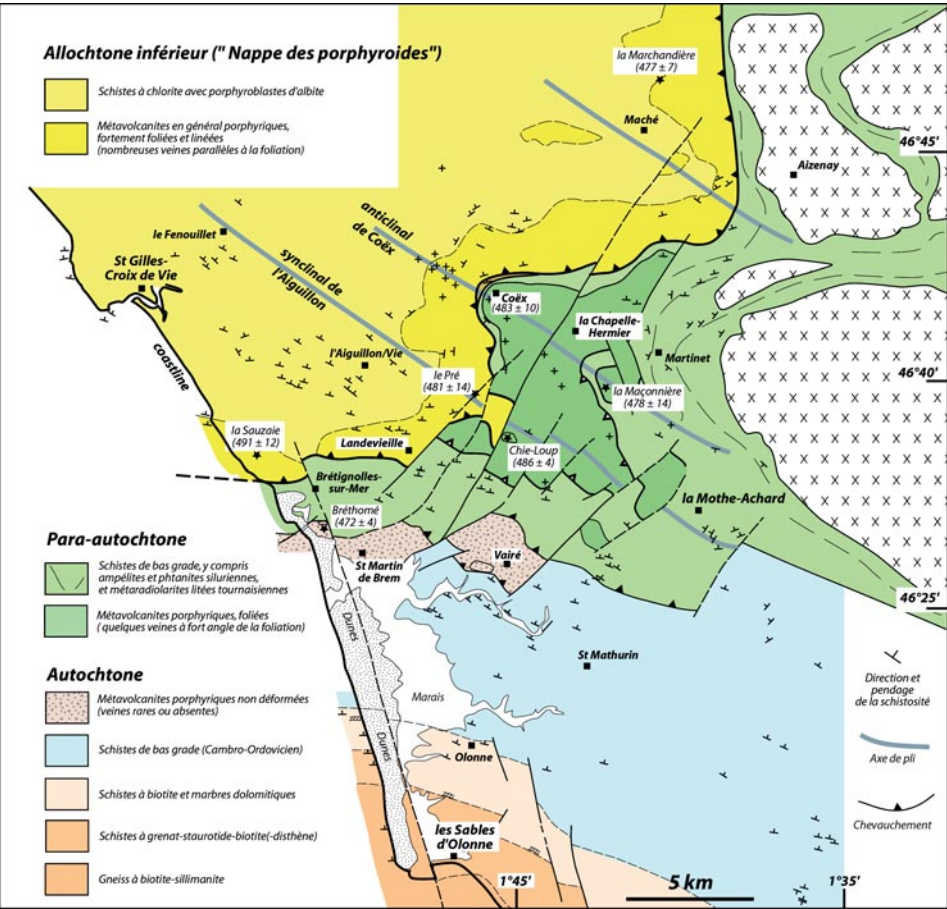 Allochtone inférieur (" Nappe des porphyroides")
Schistes à chlorite avec porphyroblastes d'albite
Métavolcanites en général porphyriques,
fortement foliées et linéées
(nombreuses veines parallèles à la foliation)
la Marchandière
(477 ± 7)
Maché
46°45'
Aizenay
le Fenouillet
St Gilles-
Croix de Vie
synclinal de
l'Aiguillon
anticlinal
de Coëx
Coëx
(483 ± 10)
la Chapelle-
Hermier
Martinet
coastline
l'Aiguillon/Vie
le Pré
(481 ± 14)
la Maçonnière
(478 ± 14)
46°40'
la Sauzaie
(491 ± 12)
Landevieille
Chie-Loup
(486 ± 4)
Brétignolles-
sur-Mer
Bréthomé
(472 ± 4)
la Mothe-Achard
St Martin
de Brem
Vairé
46°25'
Para-autochtone
Schistes de bas grade, y compris
ampélites et phtanites siluriennes,
et métaradiolarites litées tournaisiennes
Métavolcanites porphyriques, foliées
( quelques veines à fort angle de la foliation)
Autochtone
Métavolcanites porphyriques non déformées
(veines rares ou absentes)
Schistes de bas grade (Cambro-Ordovicien)
Schistes à biotite et marbres dolomitiques
Schistes à grenat-staurotide-biotite(-disthène)
Gneiss à biotite-sillimanite
Dunes
Marais
Dunes
St Mathurin
Olonne
les Sables
d'Olonne
Direction et
pendage
de la schistosité
Axe de pli
Chevauchement
1°45'
5 km
1°35'